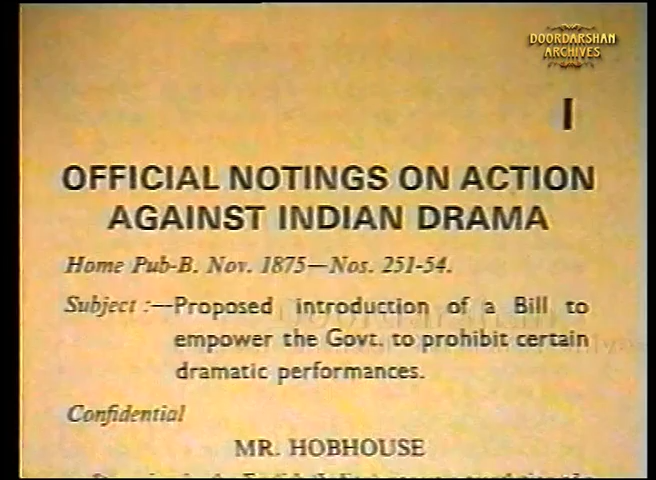 DOORDARSHAN
ARCHIVES
I
OFFICIAL NOTINGS ON ACTION
AGAINST INDIAN DRAMA
Home Pub-B. Nov. 1875—Nos. 251-54.
Subject :—Proposed introduction of a Bill to
empower the Govt. to prohibit certain
dramatic performances.
Confidential
MR. HOBHOUSE